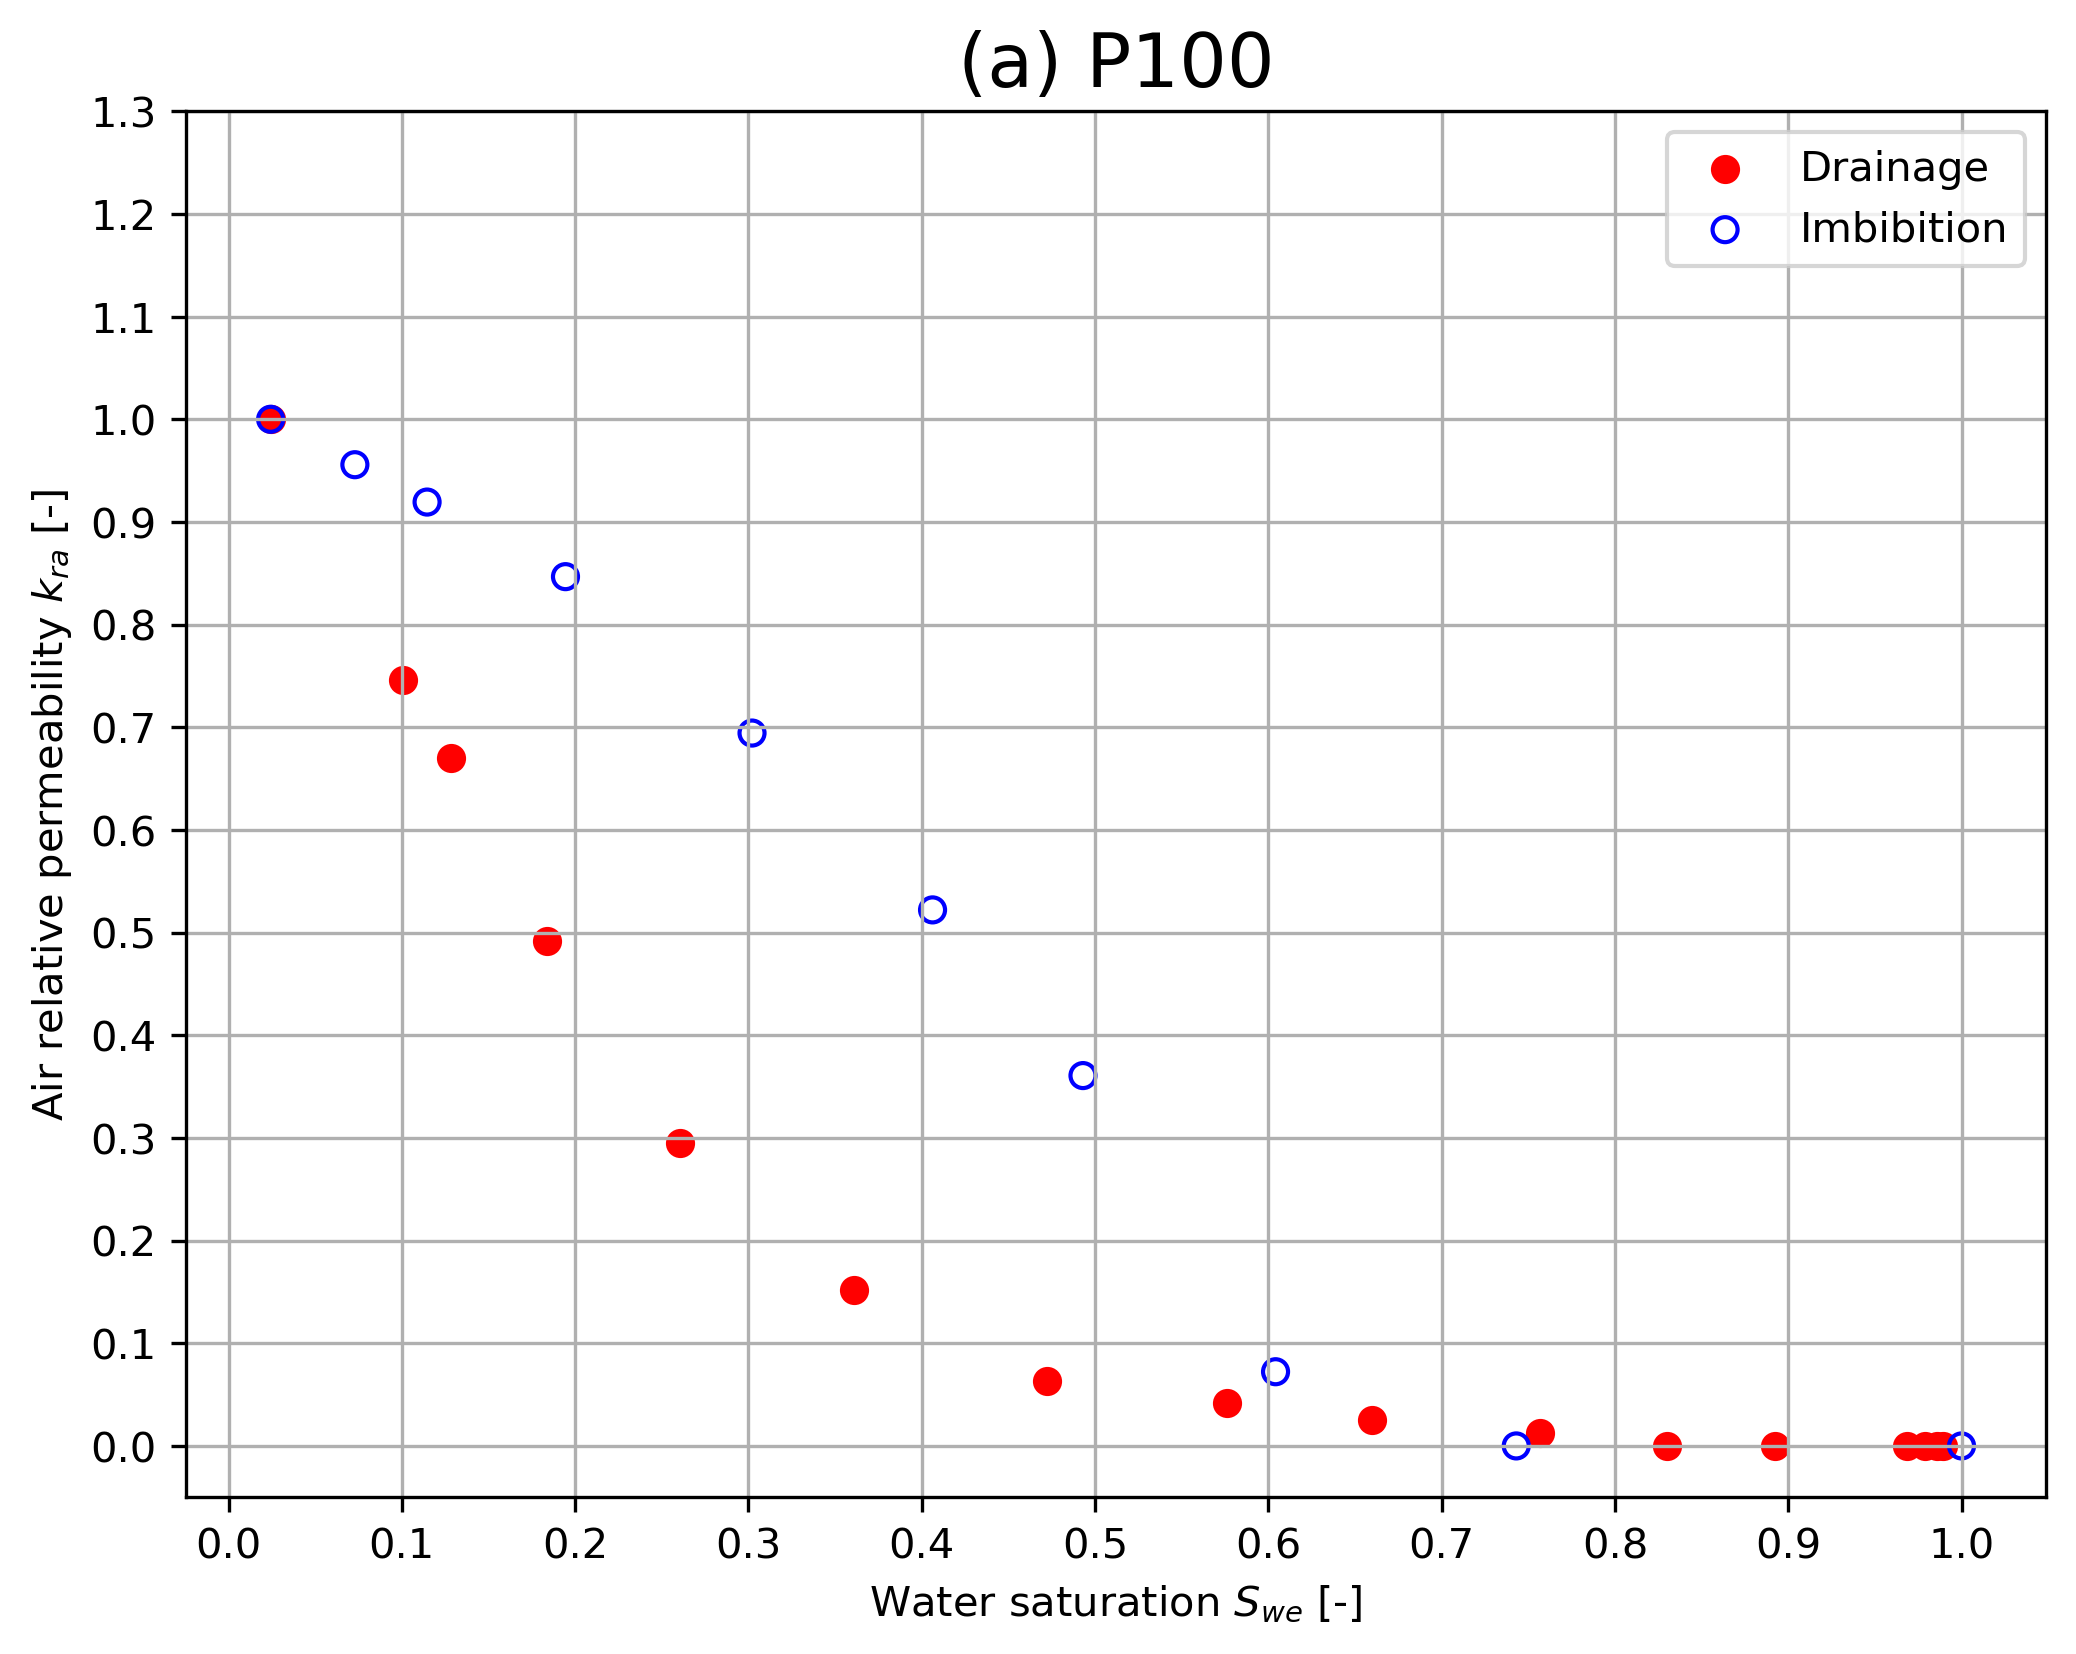 (a) P100
1.3
1.2
1.1
1.0
0.9
0.8
0.7
0.6
0.5
0.4
0.3
0.2
0.1
0.0
Air relative permeability k_ra [-]
Drainage
Imbibition
0.0 0.1 0.2 0.3 0.4 0.5 0.6 0.7 0.8 0.9 1.0
Water saturation S_we [-]